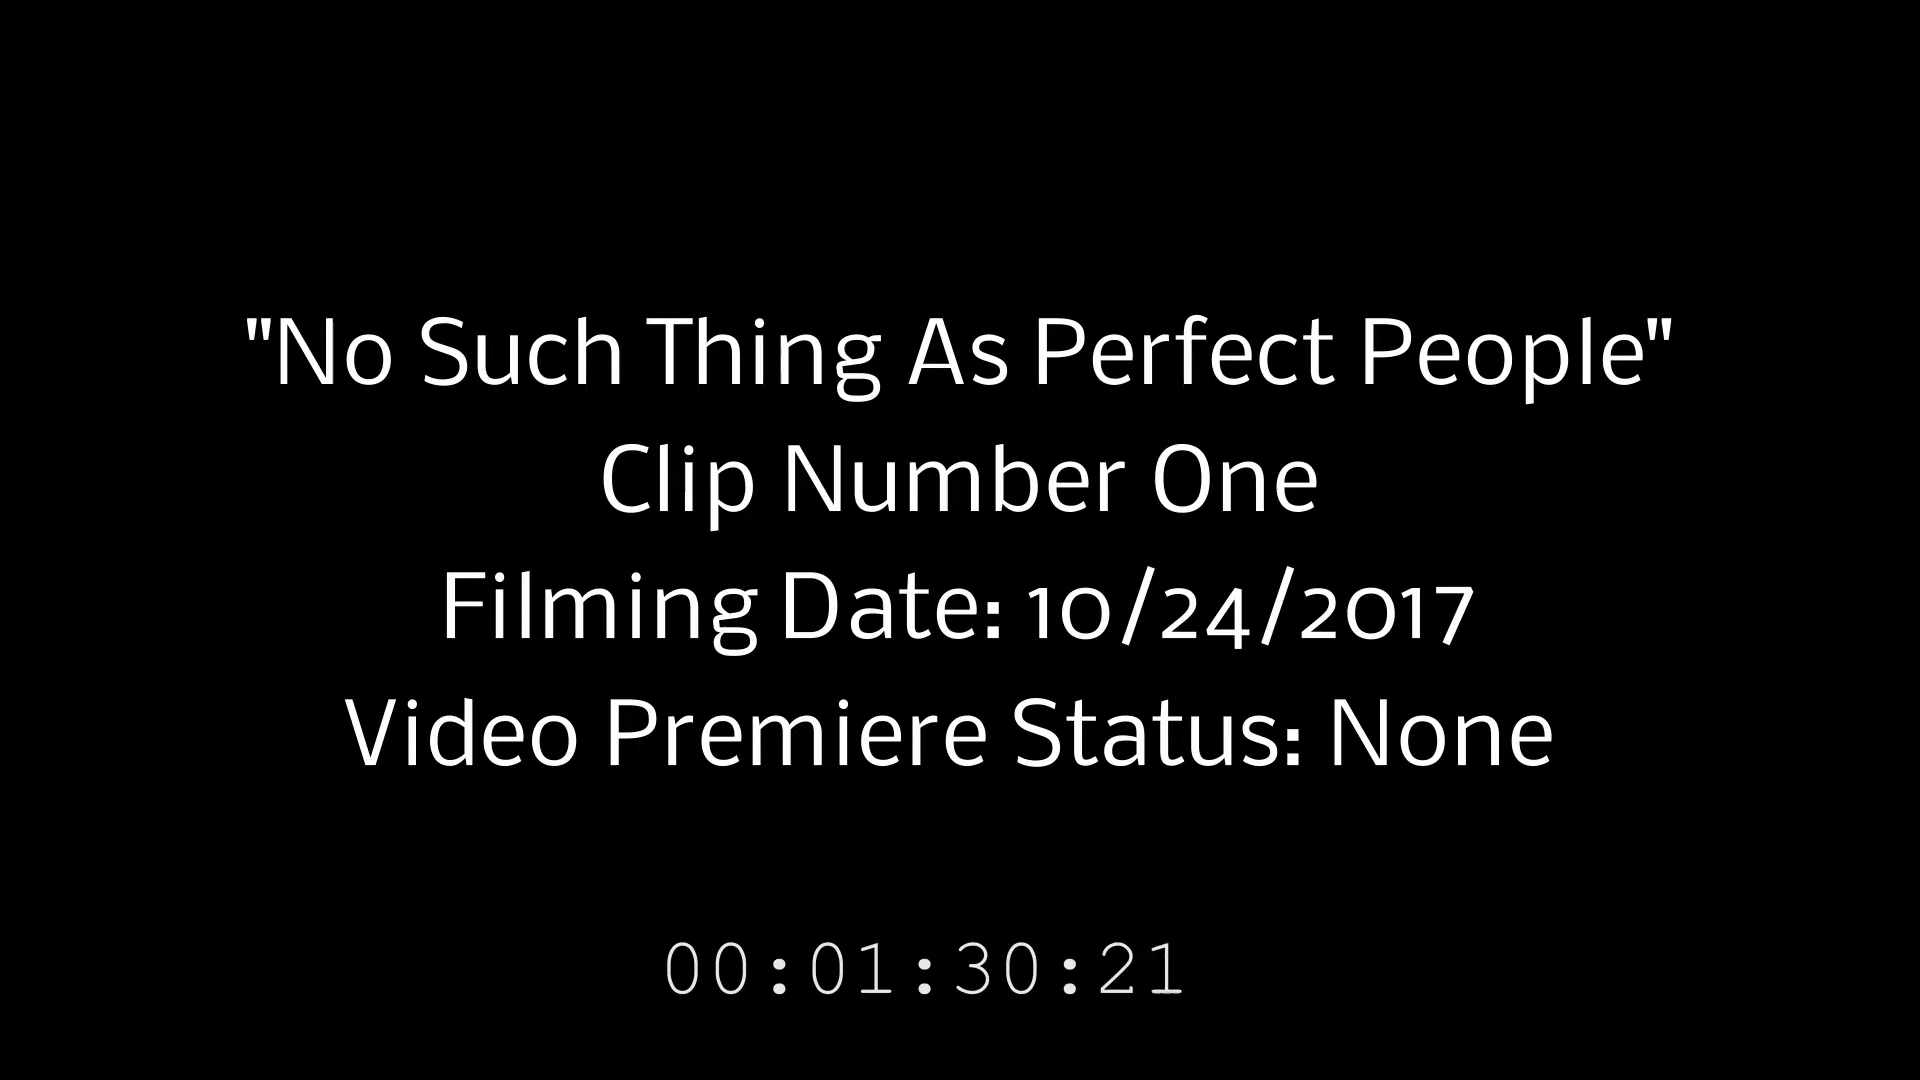 "No Such Thing As Perfect People"
Clip Number One
Filming Date: 10/24/2017
Video Premiere Status: None
00:01:30:21